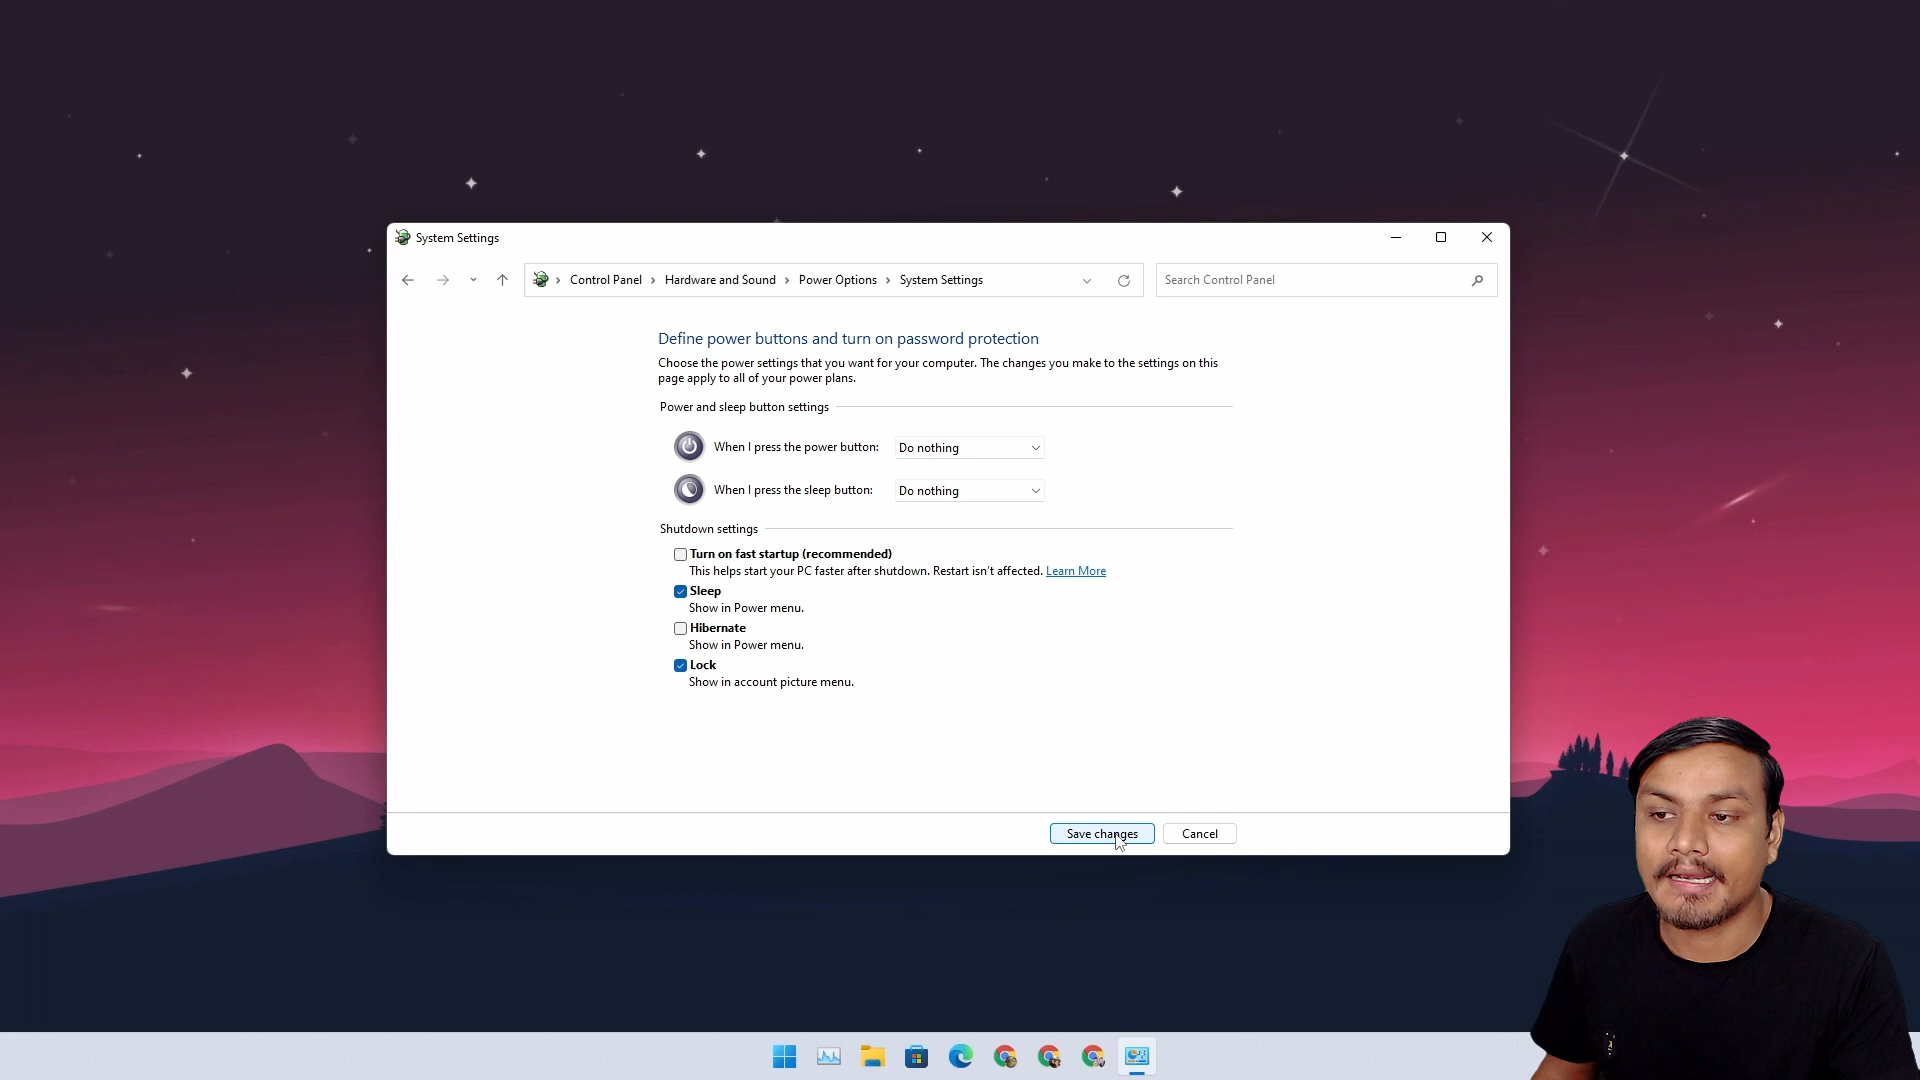 System Settings
Control Panel > Hardware and Sound > Power Options > System Settings
Search Control Panel
Define power buttons and turn on password protection
Choose the power settings that you want for your computer. The changes you make to the settings on this
page apply to all of your power plans.
Power and sleep button settings
When I press the power button: Do nothing
When I press the sleep button: Do nothing
Shutdown settings
Turn on fast startup (recommended)
This helps start your PC faster after shutdown. Restart isn't affected. Learn More
Sleep
Show in Power menu.
Hibernate
Show in Power menu.
Lock
Show in account picture menu.
Save changes Cancel